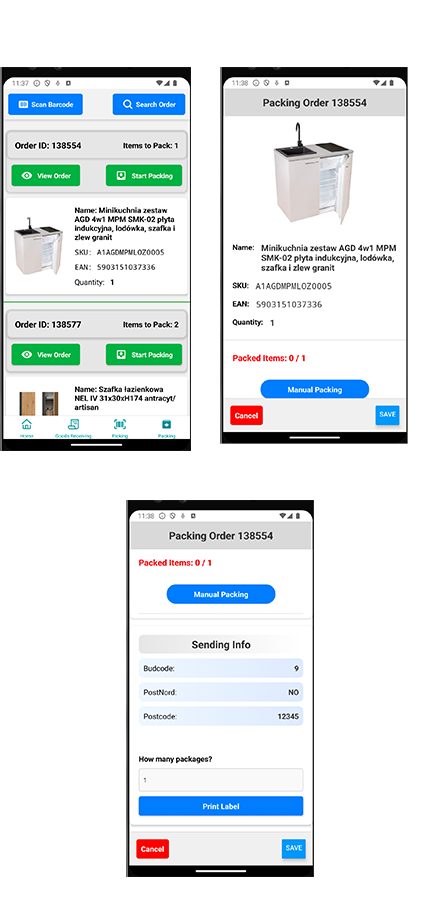 11:37
Scan Barcode
Search Order
Order ID: 138554
Items to Pack: 1
View Order
Start Packing
Name: Minikuchnia zestaw
AGD 4w1 MPM SMK-02 płyta
indukcyjna, lodówka, szafka i
zlew granit
SKU: A1AGDMPMLOZ0005
EAN: 5903151037336
Quantity: 1
Order ID: 138577
Items to Pack: 2
View Order
Start Packing
Name: Szafka łazienkowa
NEL IV 31x30xH174 antracyt/
artisan
Home
Goods Receiving
Picking
Packing
11:38
Packing Order 138554
Name: Minikuchnia zestaw AGD 4w1 MPM
SMK-02 płyta indukcyjna, lodówka,
szafka i zlew granit
SKU: A1AGDMPMLOZ0005
EAN: 5903151037336
Quantity: 1
Packed Items: 0 / 1
Manual Packing
Cancel
SAVE
11:38
Packing Order 138554
Packed Items: 0 / 1
Manual Packing
Sending Info
Budcode: 9
PostNord: NO
Postcode: 12345
How many packages?
1
Print Label
Cancel
SAVE